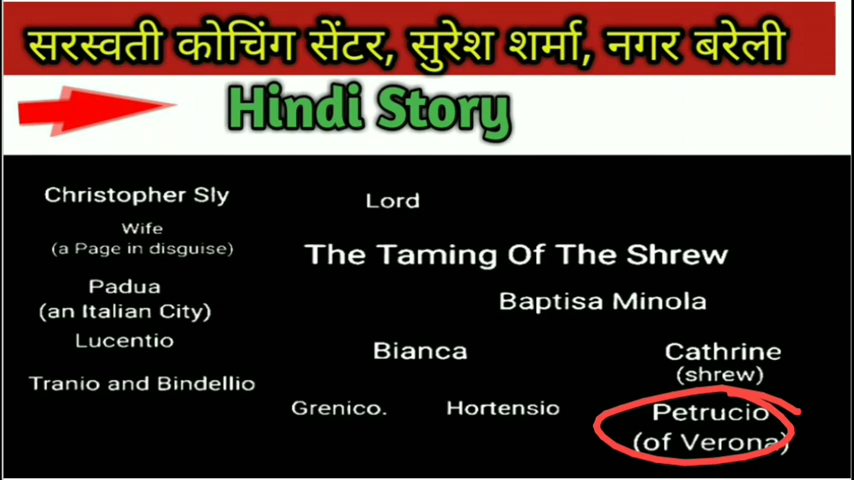 सरस्वती कोचिंग सेंटर, सुरेश शर्मा, नगर बरेली
Hindi Story
Christopher Sly
Lord
Wife
(a Page in disguise)
The Taming Of The Shrew
Padua
(an Italian City)
Baptisa Minola
Lucentio
Bianca
Cathrine
(shrew)
Tranio and Bindellio
Grenico.
Hortensio
Petrucio
(of Verona)